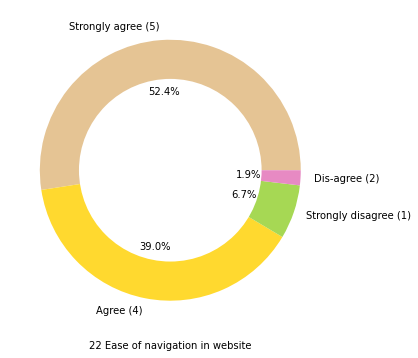 Strongly agree (5)
52.4%
1.9%
Dis-agree (2)
6.7%
Strongly disagree (1)
39.0%
Agree (4)
22 Ease of navigation in website